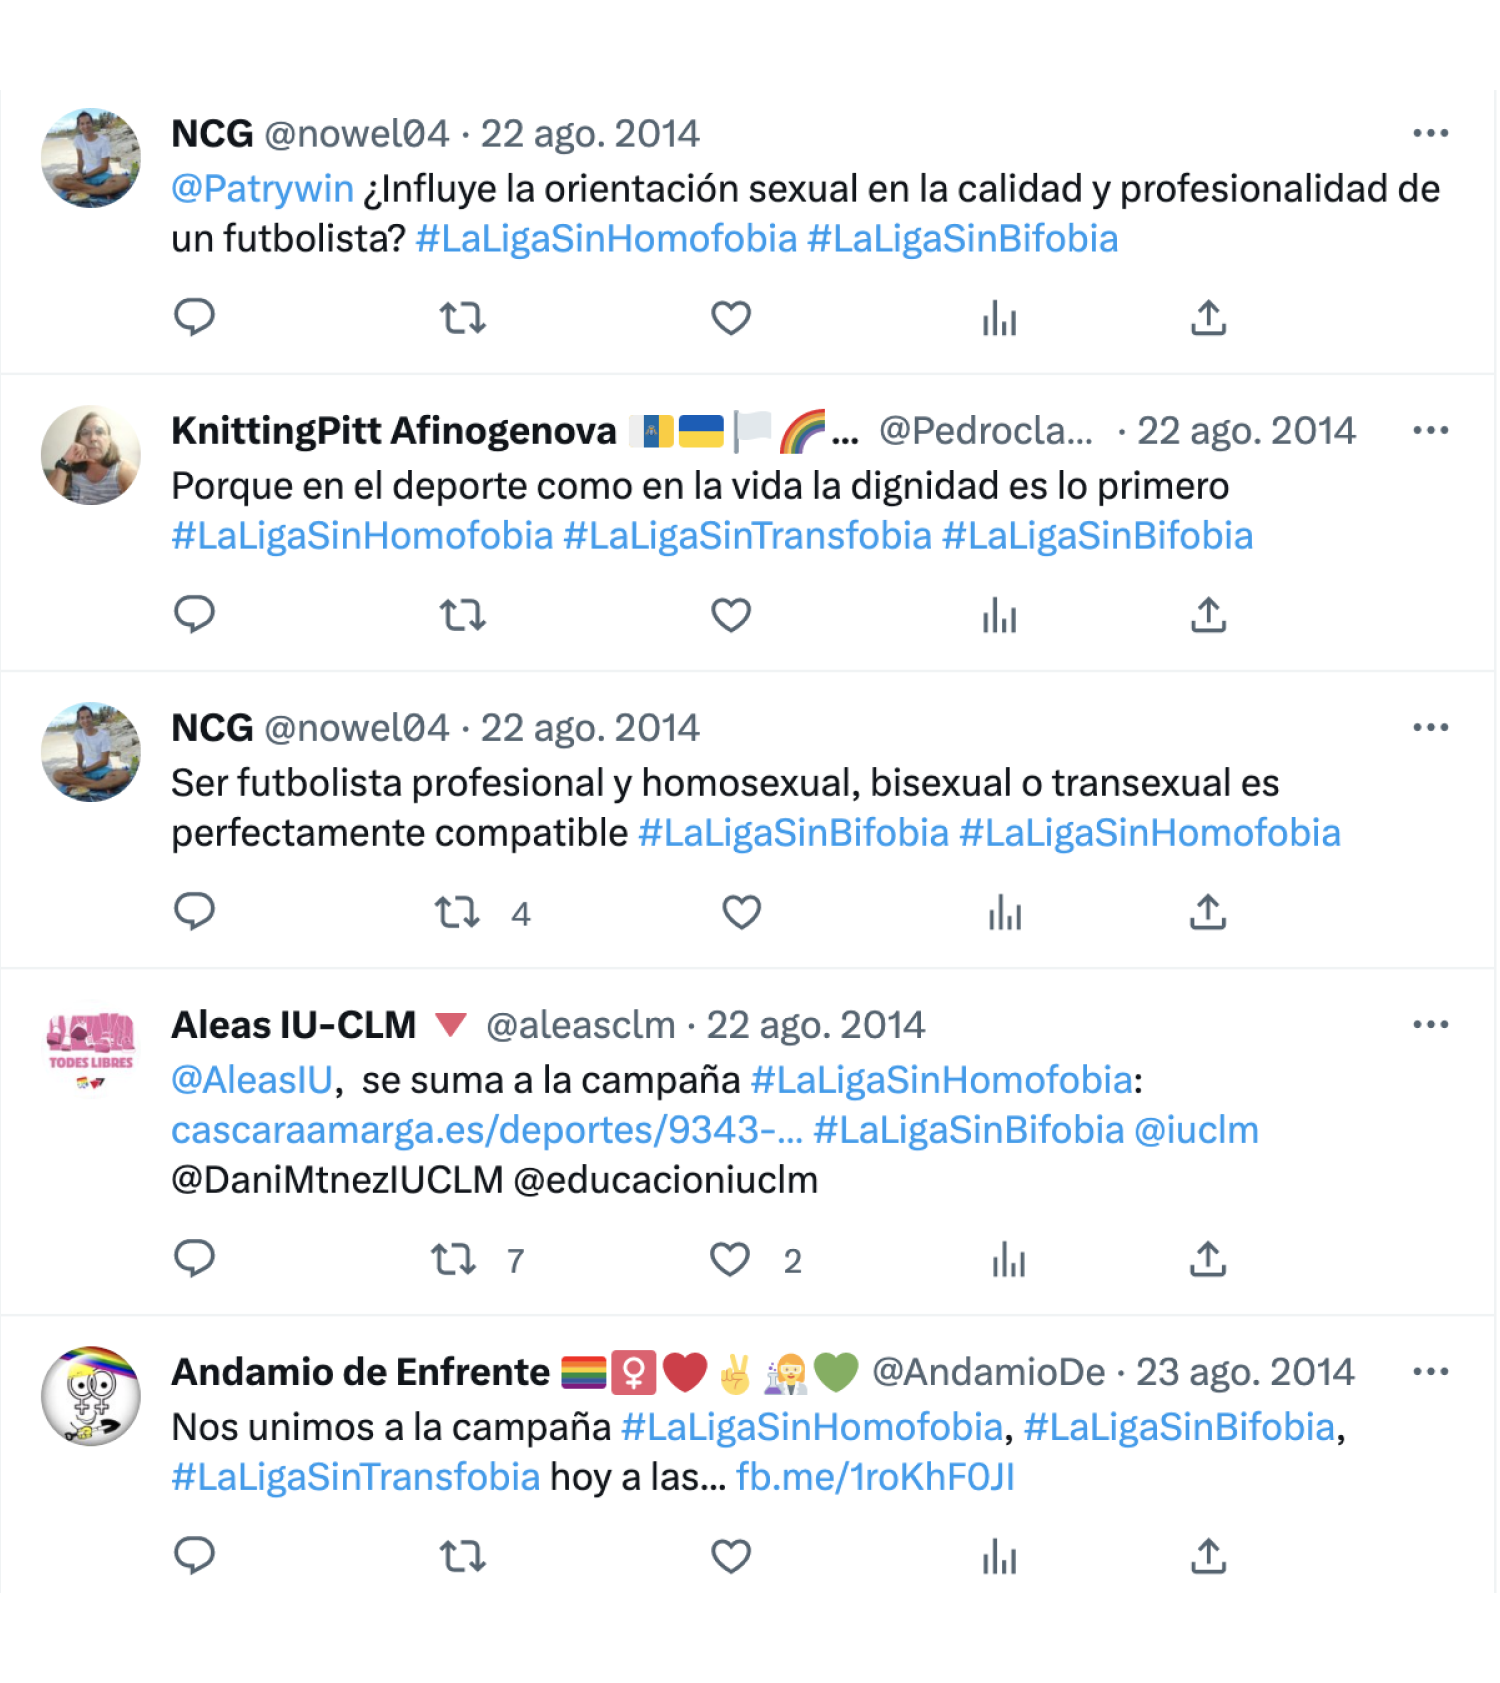 NCG @nowel04 · 22 ago. 2014
@Patrywin ¿Influye la orientación sexual en la calidad y profesionalidad de
un futbolista? #LaLigaSinHomofobia #LaLigaSinBifobia
KnittingPitt Afinogenova 🇮🇨🇺🇦🏳️🌈... @Pedrocla... · 22 ago. 2014
Porque en el deporte como en la vida la dignidad es lo primero
#LaLigaSinHomofobia #LaLigaSinTransfobia #LaLigaSinBifobia
NCG @nowel04 · 22 ago. 2014
Ser futbolista profesional y homosexual, bisexual o transexual es
perfectamente compatible #LaLigaSinBifobia #LaLigaSinHomofobia
4
Aleas IU-CLM 🔻 @aleasclm · 22 ago. 2014
TODES LIBRES
@AleasIU, se suma a la campaña #LaLigaSinHomofobia:
cascaraamarga.es/deportes/9343-... #LaLigaSinBifobia @iuclm
@DaniMtnezIUCLM @educacioniuclm
7 2
Andamio de Enfrente 🏳️‍🌈🚺❤️✌️👩‍🔬💚 @AndamioDe · 23 ago. 2014
Nos unimos a la campaña #LaLigaSinHomofobia, #LaLigaSinBifobia,
#LaLigaSinTransfobia hoy a las... fb.me/1roKhF0JI